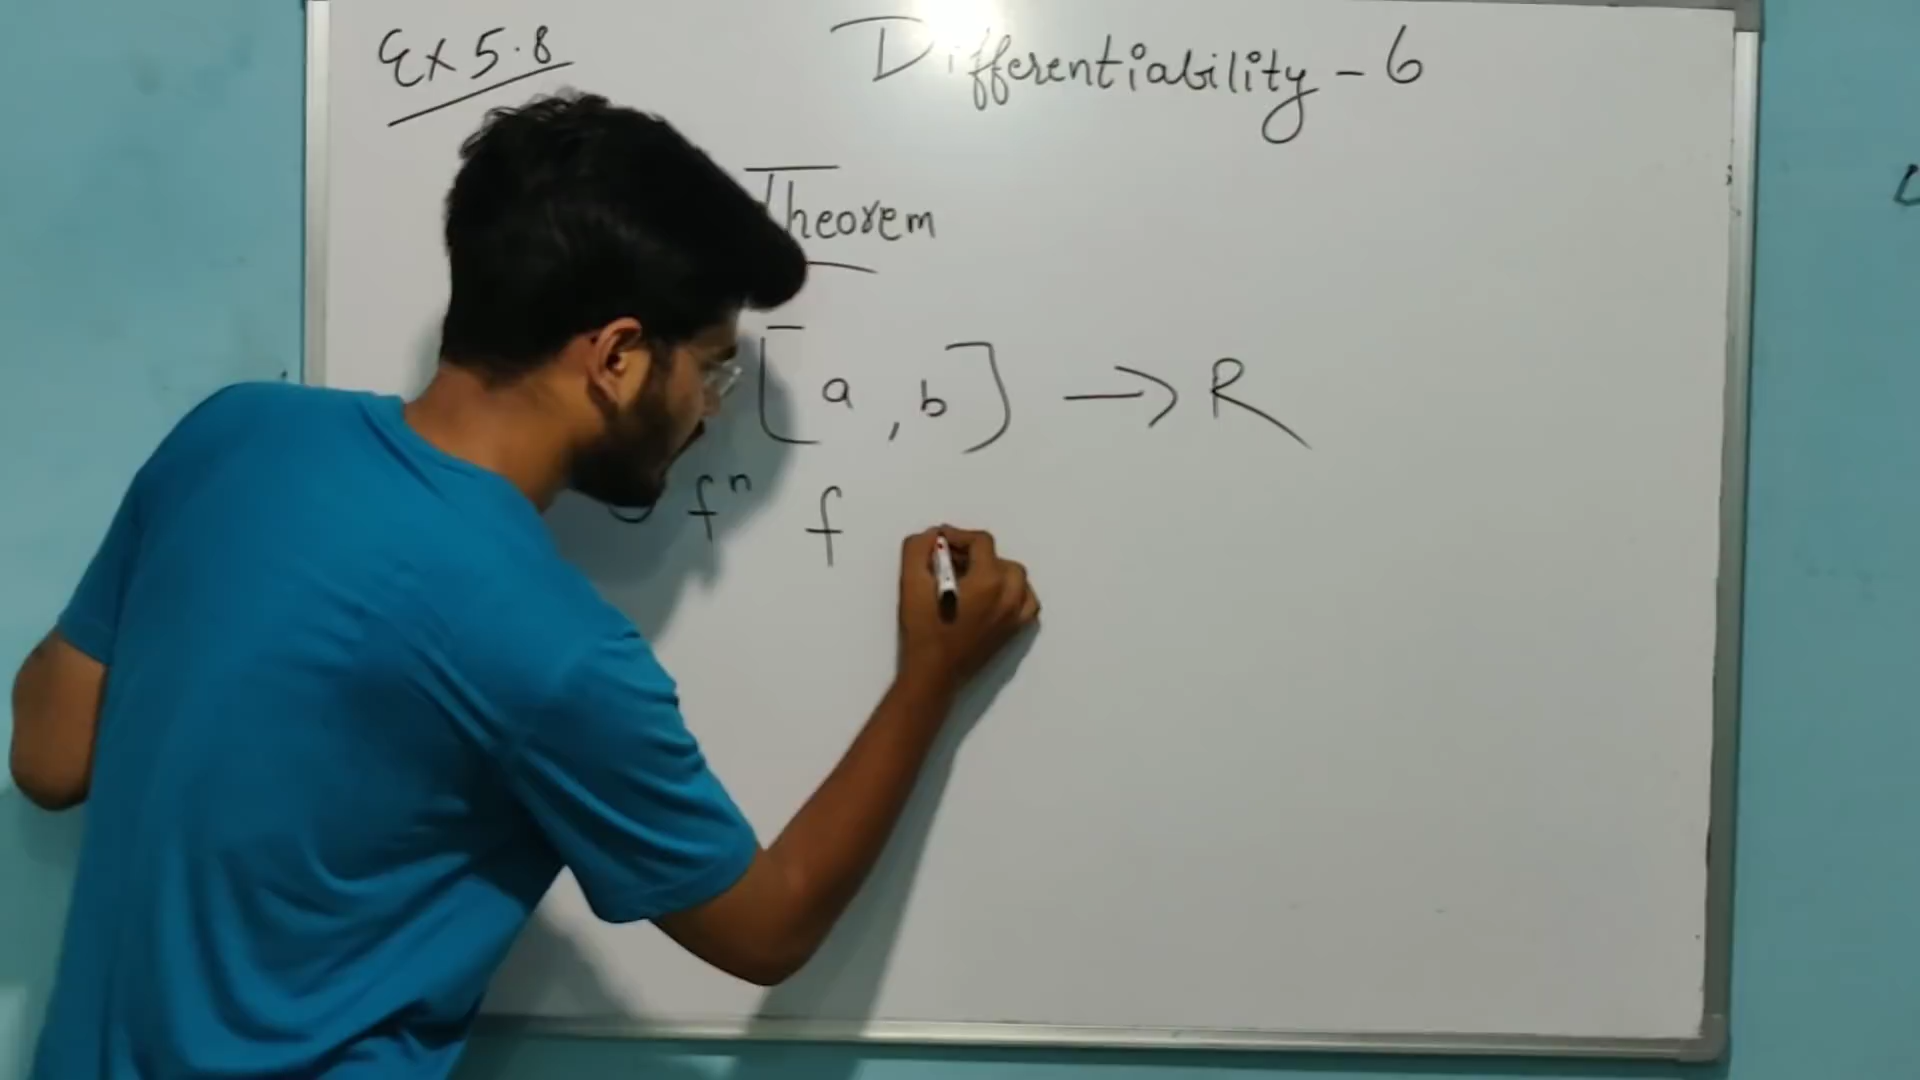 Ex 5.8
Differentiability - 6
Theorem
[a, b] → R
fⁿ f